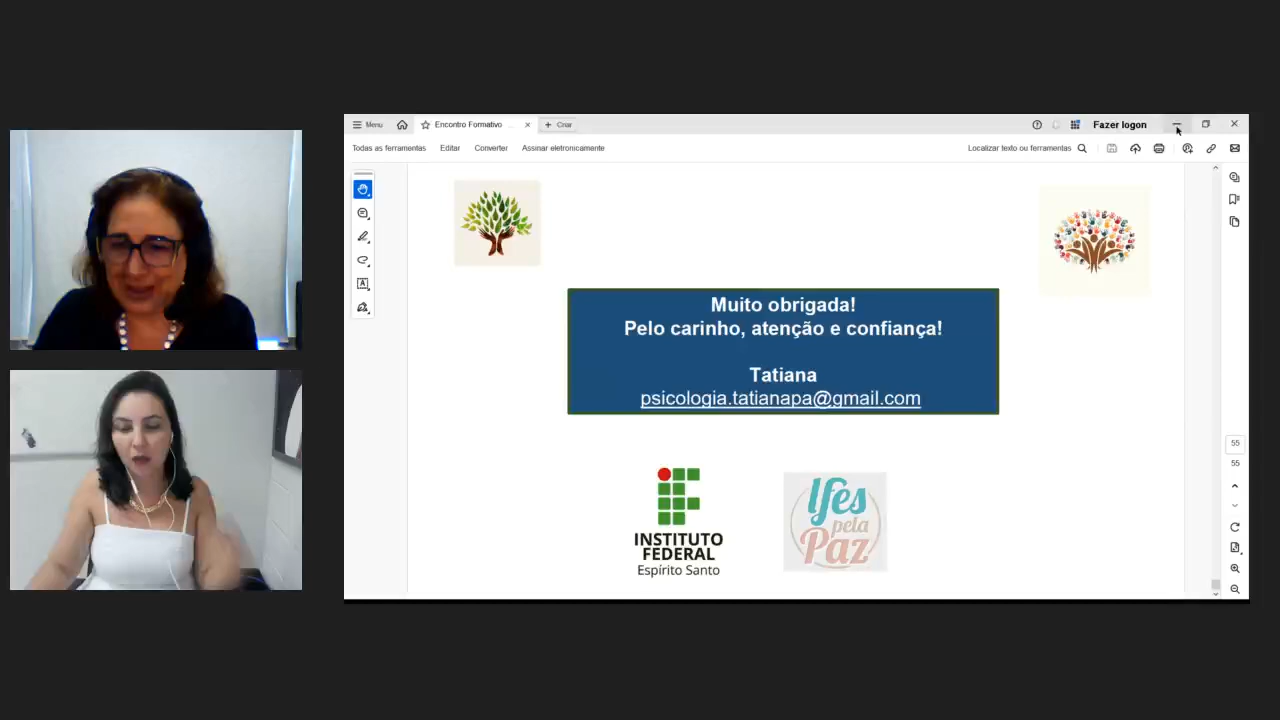 Menu
Encontro Formativo ...
Criar
Fazer logon
Todas as ferramentas
Editar
Converter
Assinar eletronicamente
Localizar texto ou ferramentas
Muito obrigada!
Pelo carinho, atenção e confiança!
Tatiana
psicologia.tatianapa@gmail.com
INSTITUTO
FEDERAL
Espírito Santo
Ifes
pela
Paz
55
55